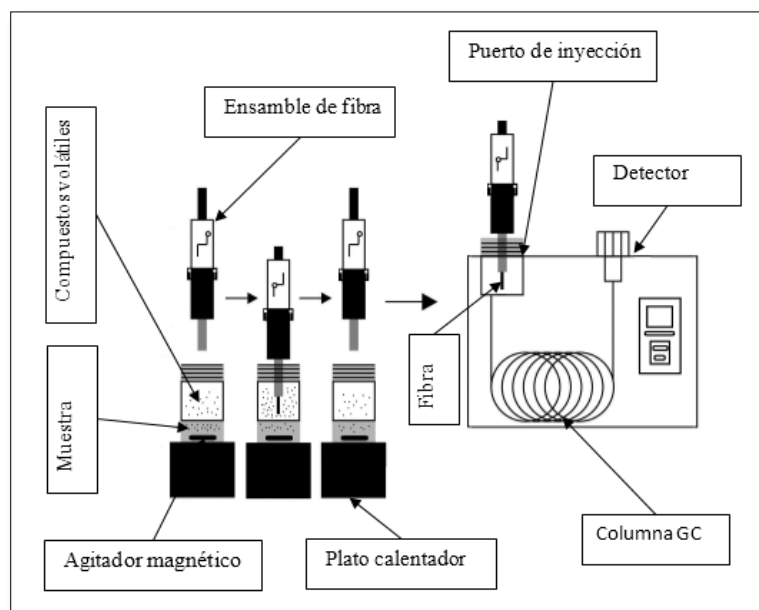 Puerto de inyección
Ensamble de fibra
Compuestos volátiles
Detector
Fibra
Muestra
Columna GC
Agitador magnético
Plato calentador